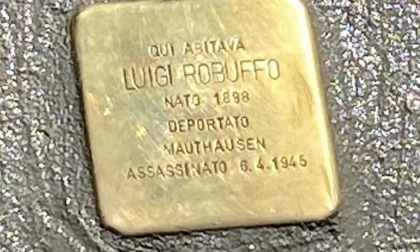 QUI ABITAVA
LUIGI ROBUFFO
NATO 1898
DEPORTATO
MAUTHAUSEN
ASSASSINATO 6.4.1945